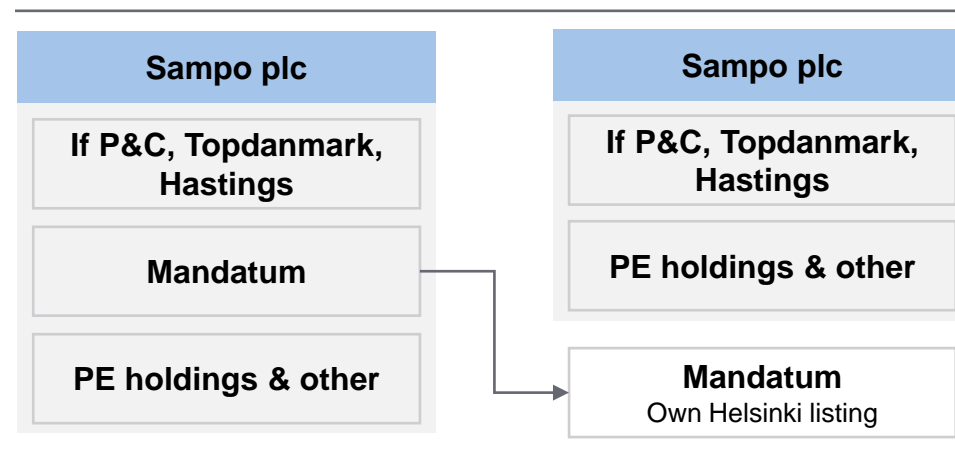 Sampo plc
If P&C, Topdanmark,
Hastings
Mandatum
PE holdings & other
Sampo plc
If P&C, Topdanmark,
Hastings
PE holdings & other
Mandatum
Own Helsinki listing